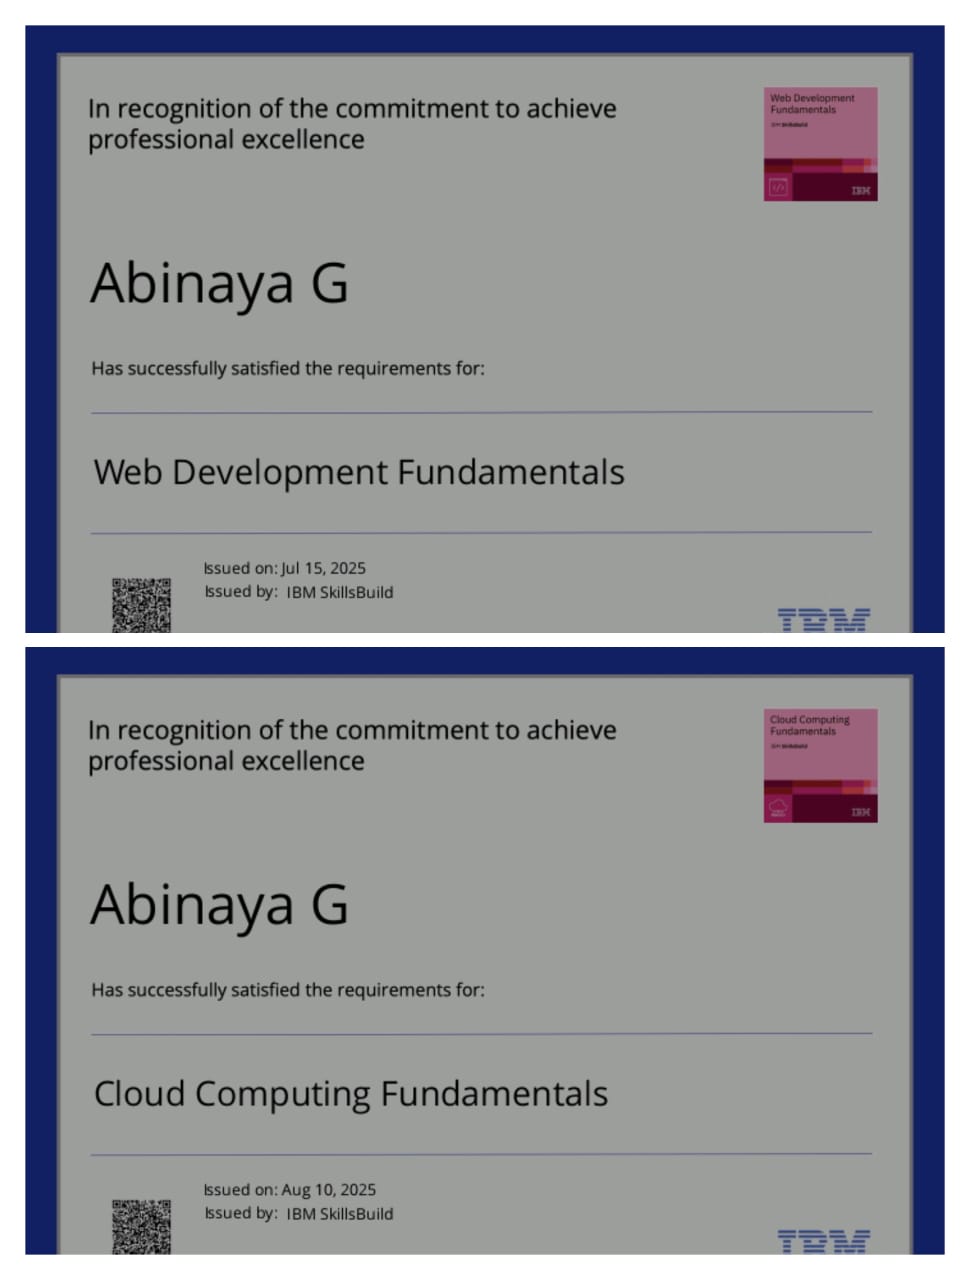 In recognition of the commitment to achieve
professional excellence
Web Development
Fundamentals
IBM SkillsBuild
IBM
Abinaya G
Has successfully satisfied the requirements for:
Web Development Fundamentals
Issued on: Jul 15, 2025
Issued by: IBM SkillsBuild
IBM
In recognition of the commitment to achieve
professional excellence
Cloud Computing
Fundamentals
IBM SkillsBuild
IBM
Abinaya G
Has successfully satisfied the requirements for:
Cloud Computing Fundamentals
Issued on: Aug 10, 2025
Issued by: IBM SkillsBuild
IBM